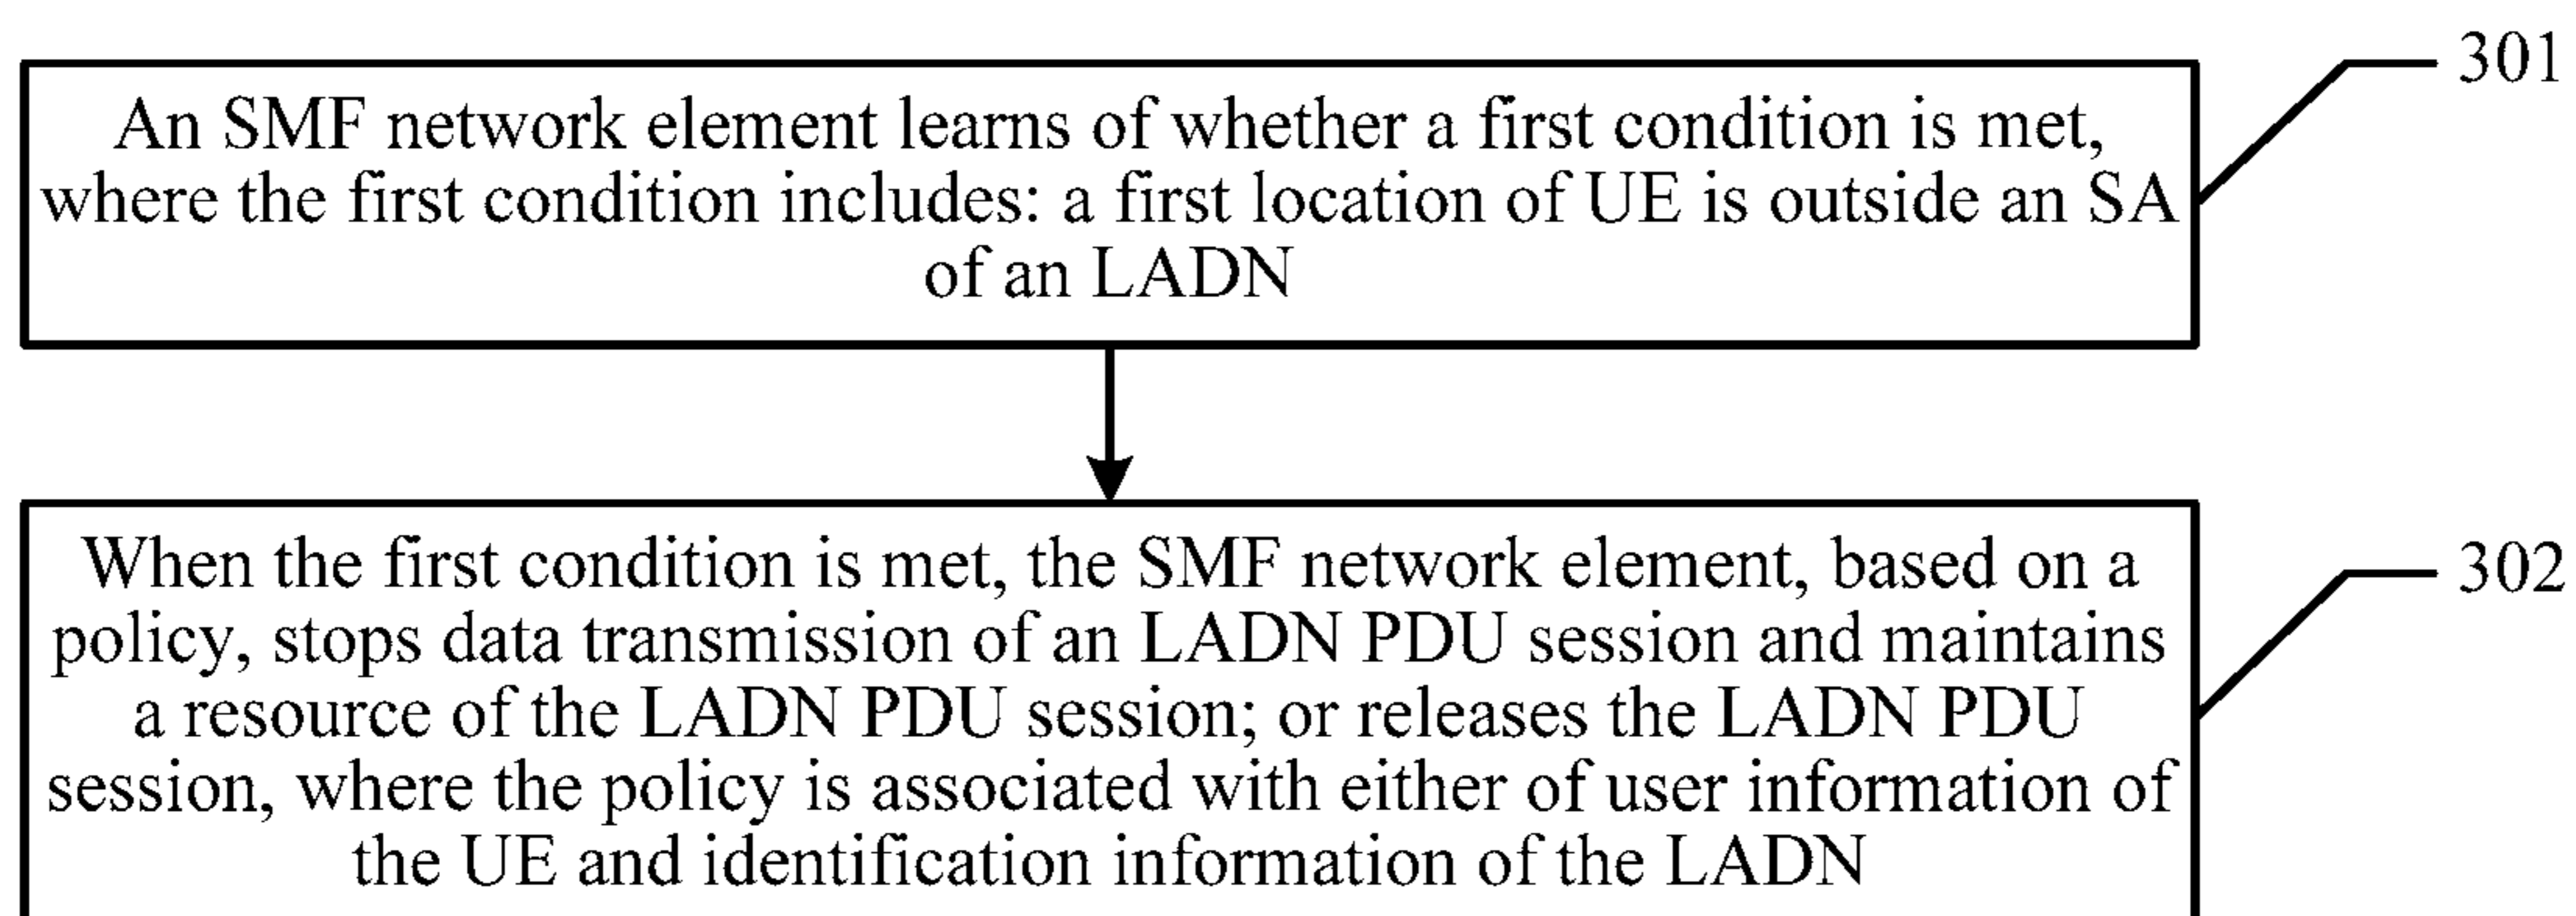 An SMF network element learns of whether a first condition is met,
where the first condition includes: a first location of UE is outside an SA
of an LADN
301
When the first condition is met, the SMF network element, based on a
policy, stops data transmission of an LADN PDU session and maintains
a resource of the LADN PDU session; or releases the LADN PDU
session, where the policy is associated with either of user information of
the UE and identification information of the LADN
302